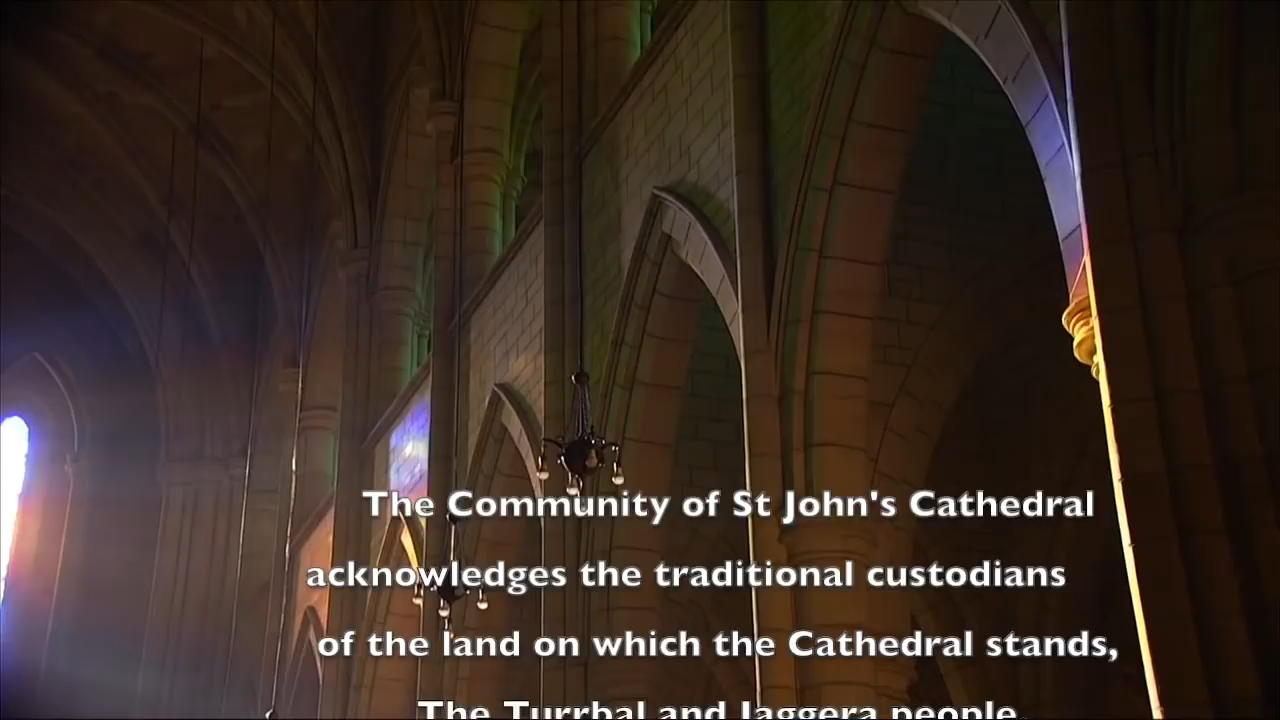 The Community of St John's Cathedral
acknowledges the traditional custodians
of the land on which the Cathedral stands,
The Turrbal and Jaggera people.